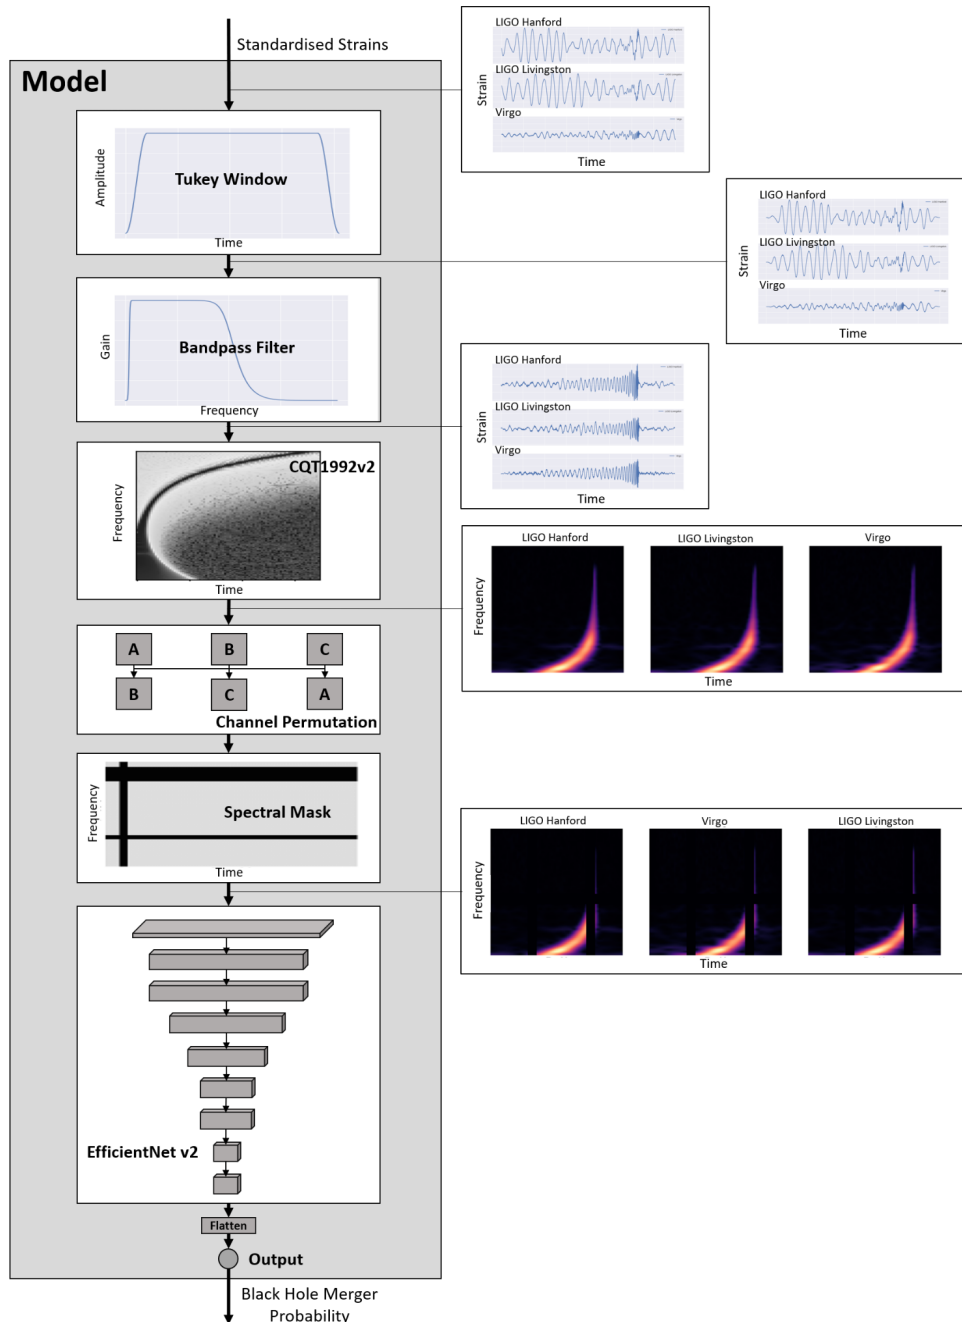 Standardised Strains
Model
LIGO Hanford
LIGO Livingston
Virgo
Strain
Time
Amplitude
Tukey Window
Time
LIGO Hanford
LIGO Livingston
Virgo
Strain
Time
Gain
Bandpass Filter
Frequency
LIGO Hanford
LIGO Livingston
Virgo
Strain
Time
CQT1992v2
Frequency
Time
LIGO Hanford
LIGO Livingston
Virgo
Frequency
Time
A
B
C
B
C
A
Channel Permutation
Frequency
Spectral Mask
Time
LIGO Hanford
Virgo
LIGO Livingston
Frequency
Time
EfficientNet v2
Flatten
Output
Black Hole Merger
Probability